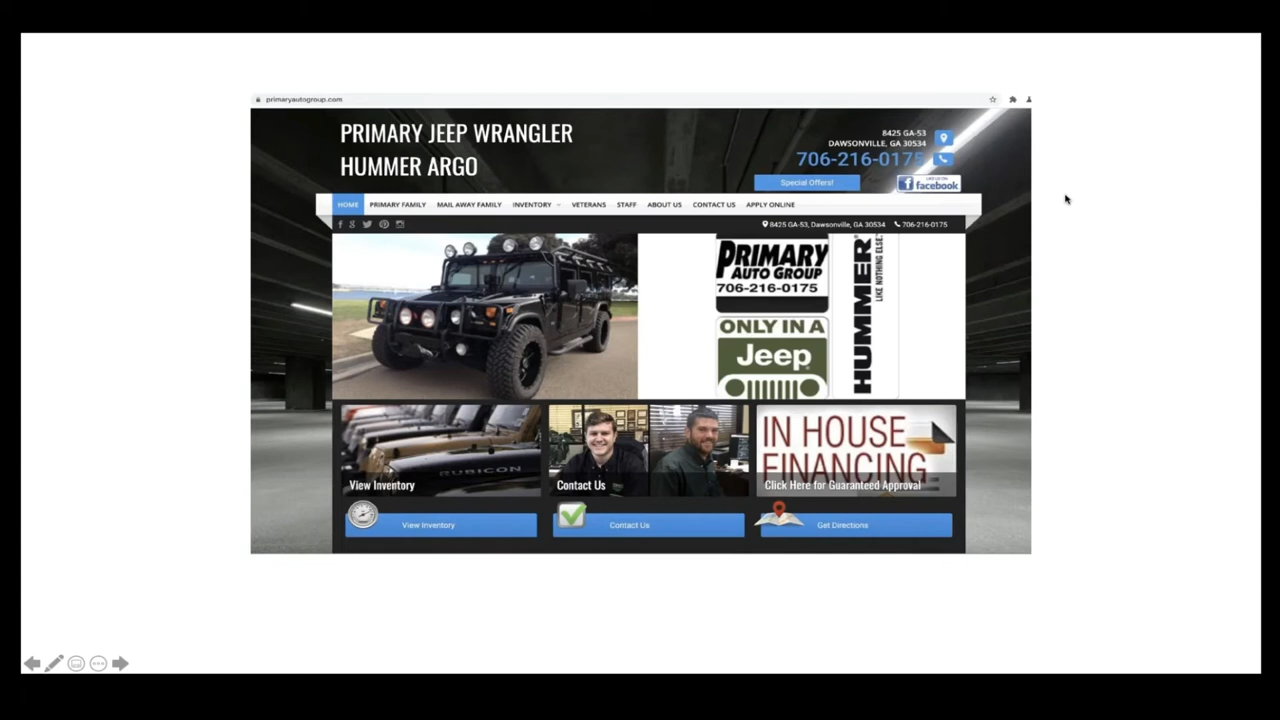 primaryautogroup.com
PRIMARY JEEP WRANGLER
HUMMER ARGO
8425 GA-53
DAWSONVILLE, GA 30534
706-216-0175
Special Offers!
LIKE US ON
facebook
HOME PRIMARY FAMILY MAIL AWAY FAMILY INVENTORY VETERANS STAFF ABOUT US CONTACT US APPLY ONLINE
8425 GA-53, Dawsonville, GA 30534 706-216-0175
PRIMARY
AUTO GROUP
706-216-0175
HUMMER
LIKE NOTHING ELSE.
ONLY IN A
Jeep
RUBICON
View Inventory
Contact Us
IN HOUSE
FINANCING
Click Here for Guaranteed Approval
View Inventory
Contact Us
Get Directions